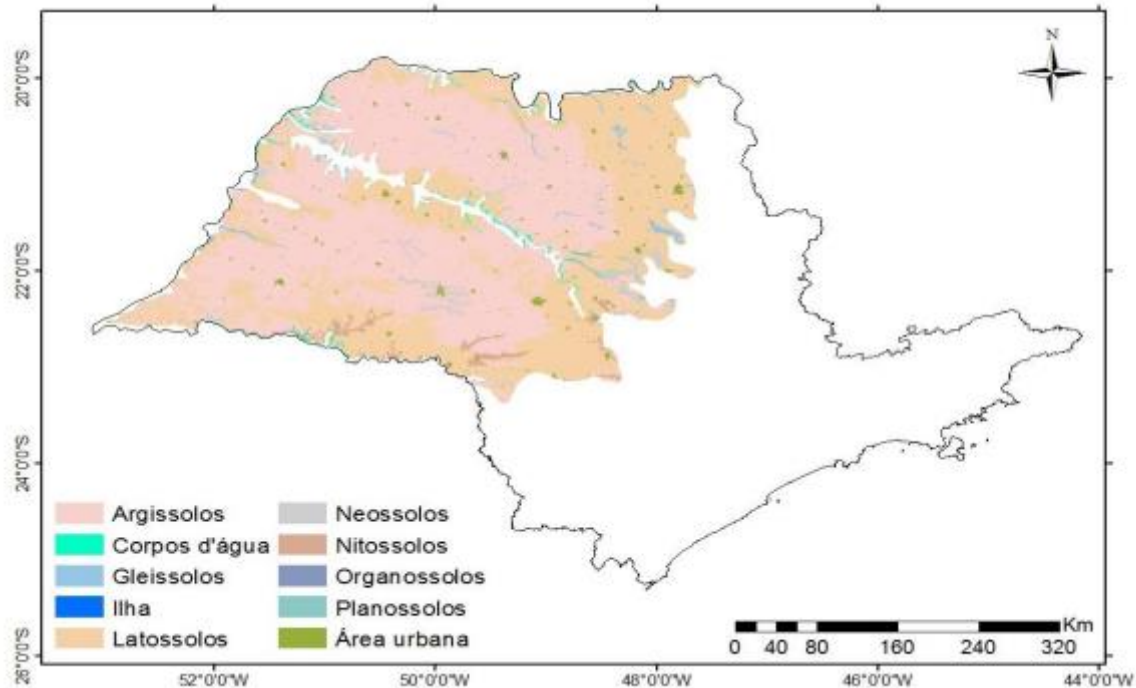 N
20°0'0"S
22°0'0"S
24°0'0"S
26°0'0"S
Argissolos
Corpos d'água
Gleissolos
Ilha
Latossolos
Neossolos
Nitossolos
Organossolos
Planossolos
Área urbana
Km
0 40 80 160 240 320
52°0'0"W 50°0'0"W 48°0'0"W 46°0'0"W 44°0'0"W